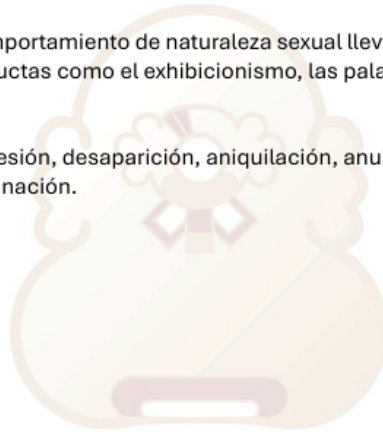 mportamiento de naturaleza sexual llev
uctas como el exhibicionismo, las pala
esión, desaparición, aniquilación, anu
nación.